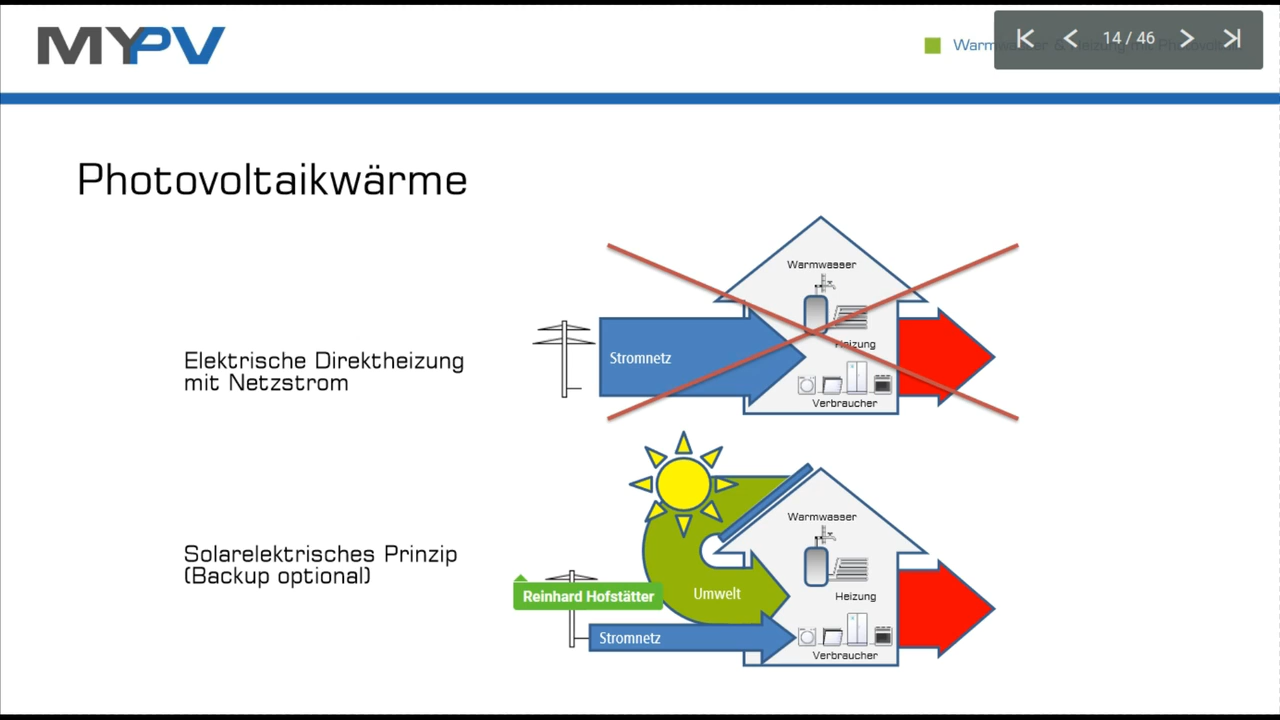 MYPV
14 / 46
Photovoltaikwärme
Warmwasser
Elektrische Direktheizung
mit Netzstrom
Stromnetz
Heizung
Verbraucher
Solarelektrisches Prinzip
(Backup optional)
Warmwasser
Reinhard Hofstätter
Umwelt
Heizung
Stromnetz
Verbraucher